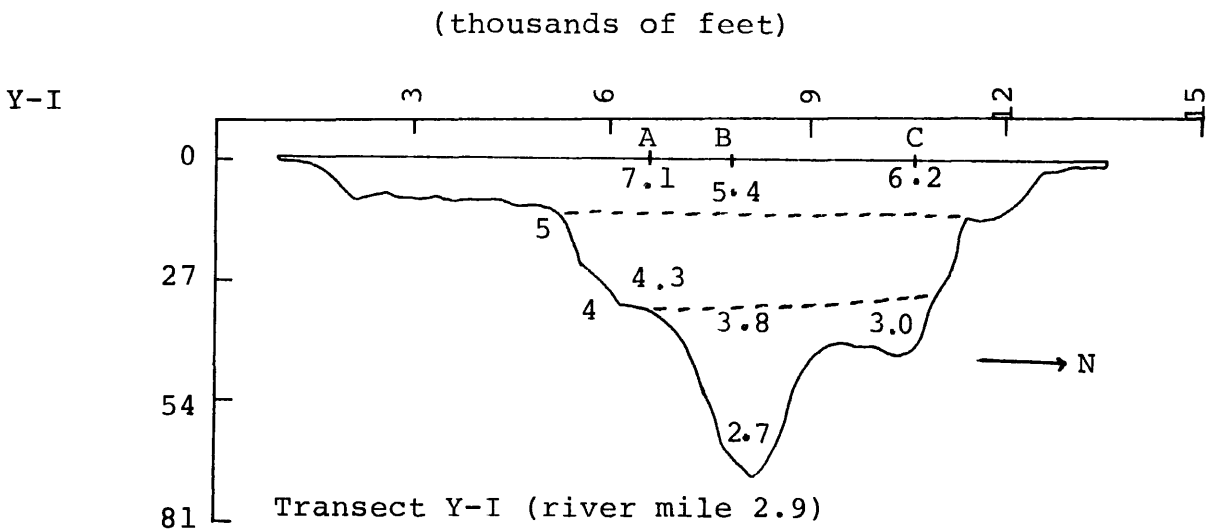 (thousands of feet)
Y-I
3 6 9 12 15
A B C
0
7.1 5.4 6.2
5
27
4.3
4 3.8 3.0
N
54
2.7
Transect Y-I (river mile 2.9)
81